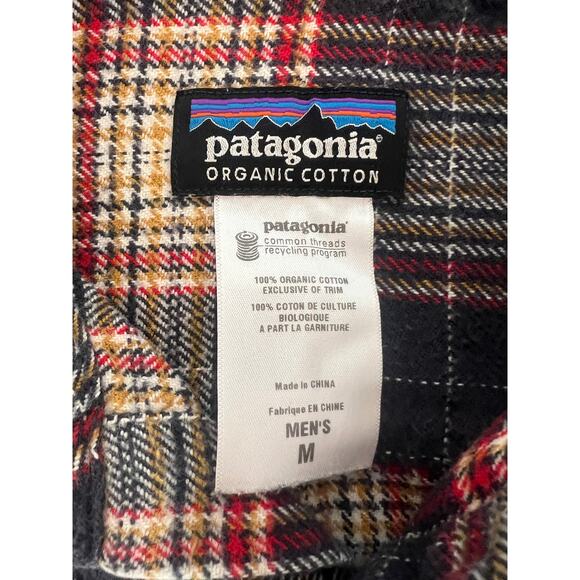 patagonia®
ORGANIC COTTON
patagonia®
common threads
recycling program
100% ORGANIC COTTON
EXCLUSIVE OF TRIM
100% COTON DE CULTURE
BIOLOGIQUE
A PART LA GARNITURE
Made in CHINA
Fabrique EN CHINE
MEN'S
M